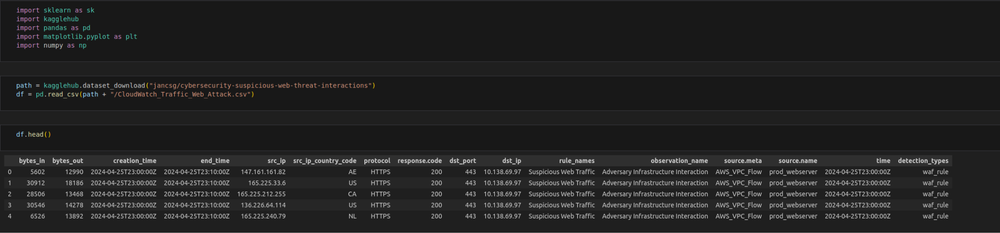 import sklearn as sk
import kagglehub
import pandas as pd
import matplotlib.pyplot as plt
import numpy as np
path = kagglehub.dataset_download("jancsg/cybersecurity-suspicious-web-threat-interactions")
df = pd.read_csv(path + "/CloudWatch_Traffic_Web_Attack.csv")
df.head()
bytes_in bytes_out creation_time end_time src_ip src_ip_country_code protocol response.code dst_port dst_ip rule_names observation_name source.meta source.name time detection_types
0 5602 12990 2024-04-25T23:00:00Z 2024-04-25T23:10:00Z 147.161.161.82 AE HTTPS 200 443 10.138.69.97 Suspicious Web Traffic Adversary Infrastructure Interaction AWS_VPC_Flow prod_webserver 2024-04-25T23:00:00Z waf_rule
1 30912 18186 2024-04-25T23:00:00Z 2024-04-25T23:10:00Z 165.225.33.6 US HTTPS 200 443 10.138.69.97 Suspicious Web Traffic Adversary Infrastructure Interaction AWS_VPC_Flow prod_webserver 2024-04-25T23:00:00Z waf_rule
2 28506 13468 2024-04-25T23:00:00Z 2024-04-25T23:10:00Z 165.225.212.255 CA HTTPS 200 443 10.138.69.97 Suspicious Web Traffic Adversary Infrastructure Interaction AWS_VPC_Flow prod_webserver 2024-04-25T23:00:00Z waf_rule
3 30546 14278 2024-04-25T23:00:00Z 2024-04-25T23:10:00Z 136.226.64.114 US HTTPS 200 443 10.138.69.97 Suspicious Web Traffic Adversary Infrastructure Interaction AWS_VPC_Flow prod_webserver 2024-04-25T23:00:00Z waf_rule
4 6526 13892 2024-04-25T23:00:00Z 2024-04-25T23:10:00Z 165.225.240.79 NL HTTPS 200 443 10.138.69.97 Suspicious Web Traffic Adversary Infrastructure Interaction AWS_VPC_Flow prod_webserver 2024-04-25T23:00:00Z waf_rule